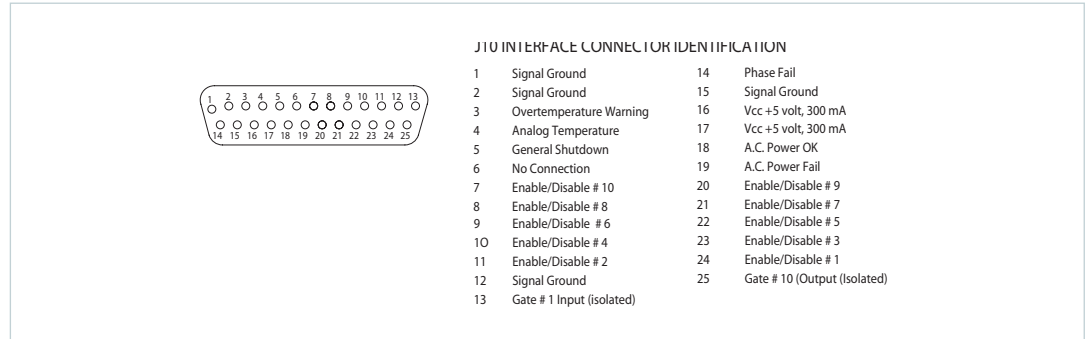 J10 INTERFACE CONNECTOR IDENTIFICATION
1 2 3 4 5 6 7 8 9 10 11 12 13
14 15 16 17 18 19 20 21 22 23 24 25
1 Signal Ground
2 Signal Ground
3 Overtemperature Warning
4 Analog Temperature
5 General Shutdown
6 No Connection
7 Enable/Disable # 10
8 Enable/Disable # 8
9 Enable/Disable # 6
1O Enable/Disable # 4
11 Enable/Disable # 2
12 Signal Ground
13 Gate # 1 Input (isolated)
14 Phase Fail
15 Signal Ground
16 Vcc +5 volt, 300 mA
17 Vcc +5 volt, 300 mA
18 A.C. Power OK
19 A.C. Power Fail
20 Enable/Disable # 9
21 Enable/Disable # 7
22 Enable/Disable # 5
23 Enable/Disable # 3
24 Enable/Disable # 1
25 Gate # 10 (Output (Isolated)